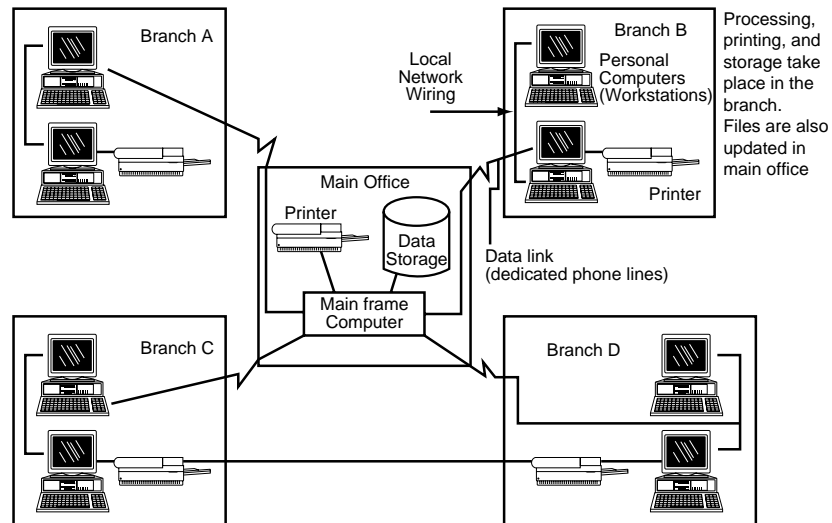 Branch A
Local
Network
Wiring
Branch B
Personal
Computers
(Workstations)
Printer
Processing,
printing, and
storage take
place in the
branch.
Files are also
updated in
main office
Main Office
Printer
Data
Storage
Main frame
Computer
Data link
(dedicated phone lines)
Branch C
Branch D